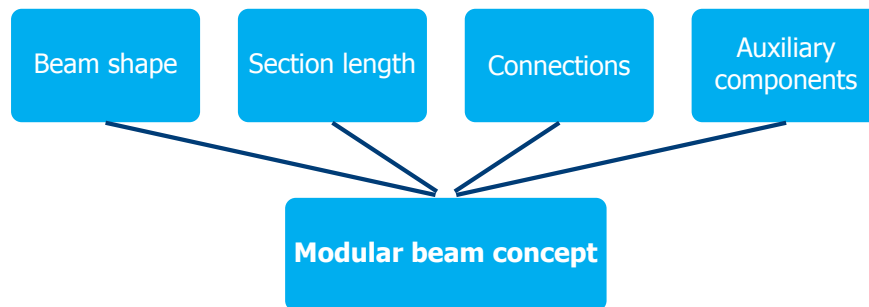 Beam shape
Section length
Connections
Auxiliary
components
Modular beam concept